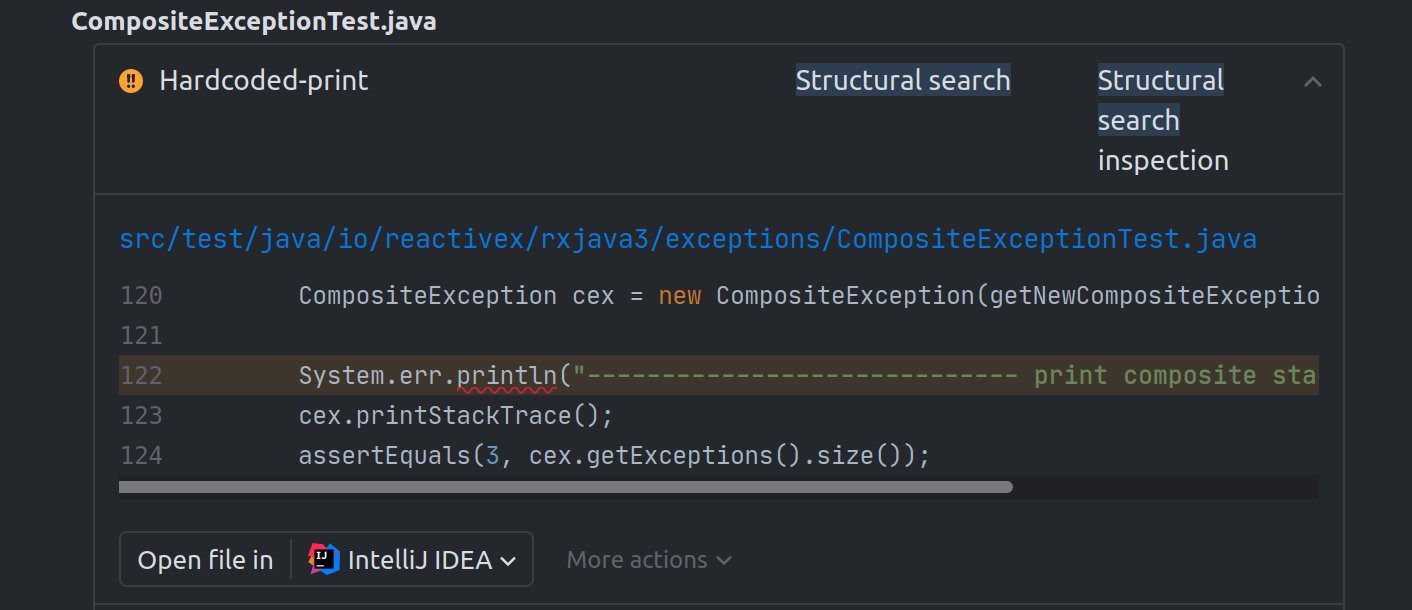 CompositeExceptionTest.java
Hardcoded-print Structural search Structural
search
inspection
src/test/java/io/reactivex/rxjava3/exceptions/CompositeExceptionTest.java
120 CompositeException cex = new CompositeException(getNewCompositeExceptio
121
122 System.err.println("------------------------------ print composite sta
123 cex.printStackTrace();
124 assertEquals(3, cex.getExceptions().size());
Open file in IJ IntelliJ IDEA More actions